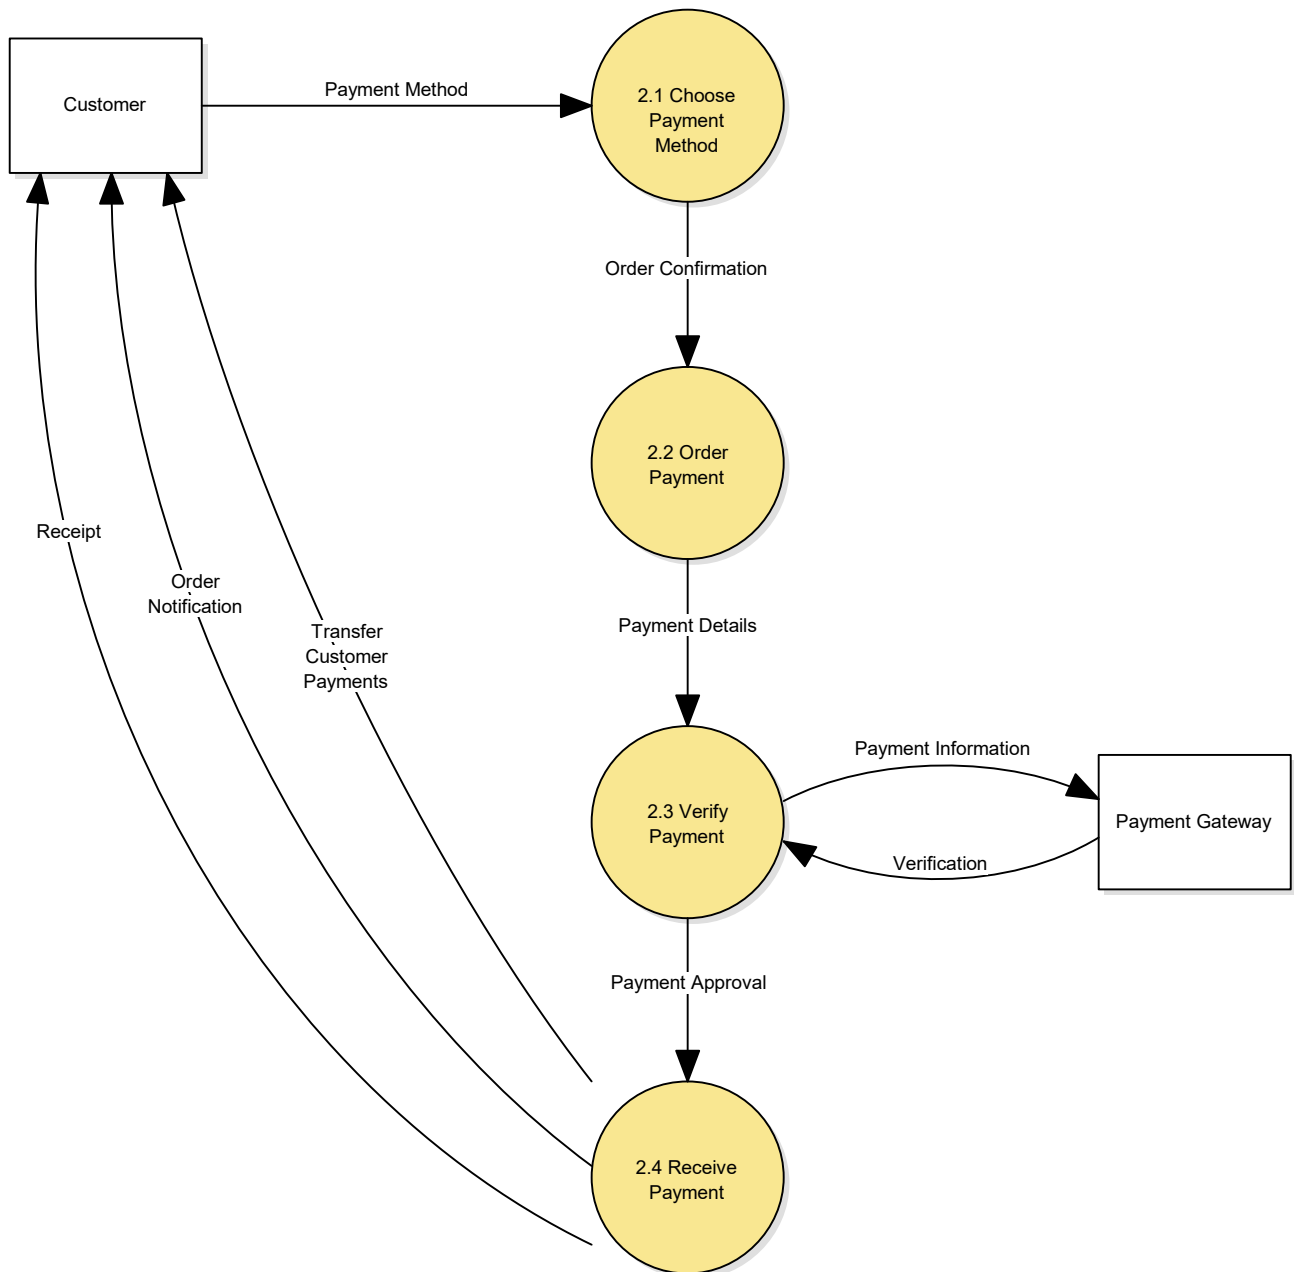 Customer
Payment Method
2.1 Choose
Payment
Method
Order Confirmation
2.2 Order
Payment
Receipt
Order
Notification
Transfer
Customer
Payments
Payment Details
Payment Information
2.3 Verify
Payment
Payment Gateway
Verification
Payment Approval
2.4 Receive
Payment